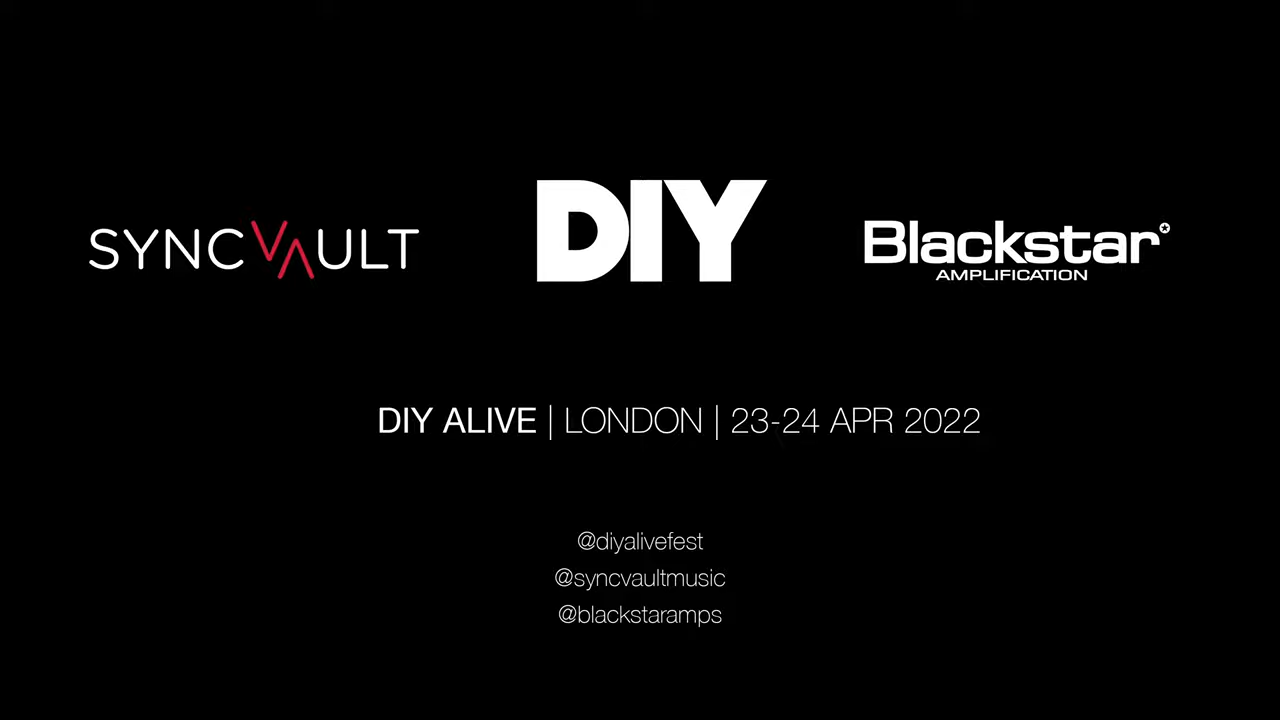 SYNCVAULT
DIY
Blackstar
AMPLIFICATION
DIY ALIVE | LONDON | 23-24 APR 2022
@diyalivefest
@syncvaultmusic
@blackstaramps